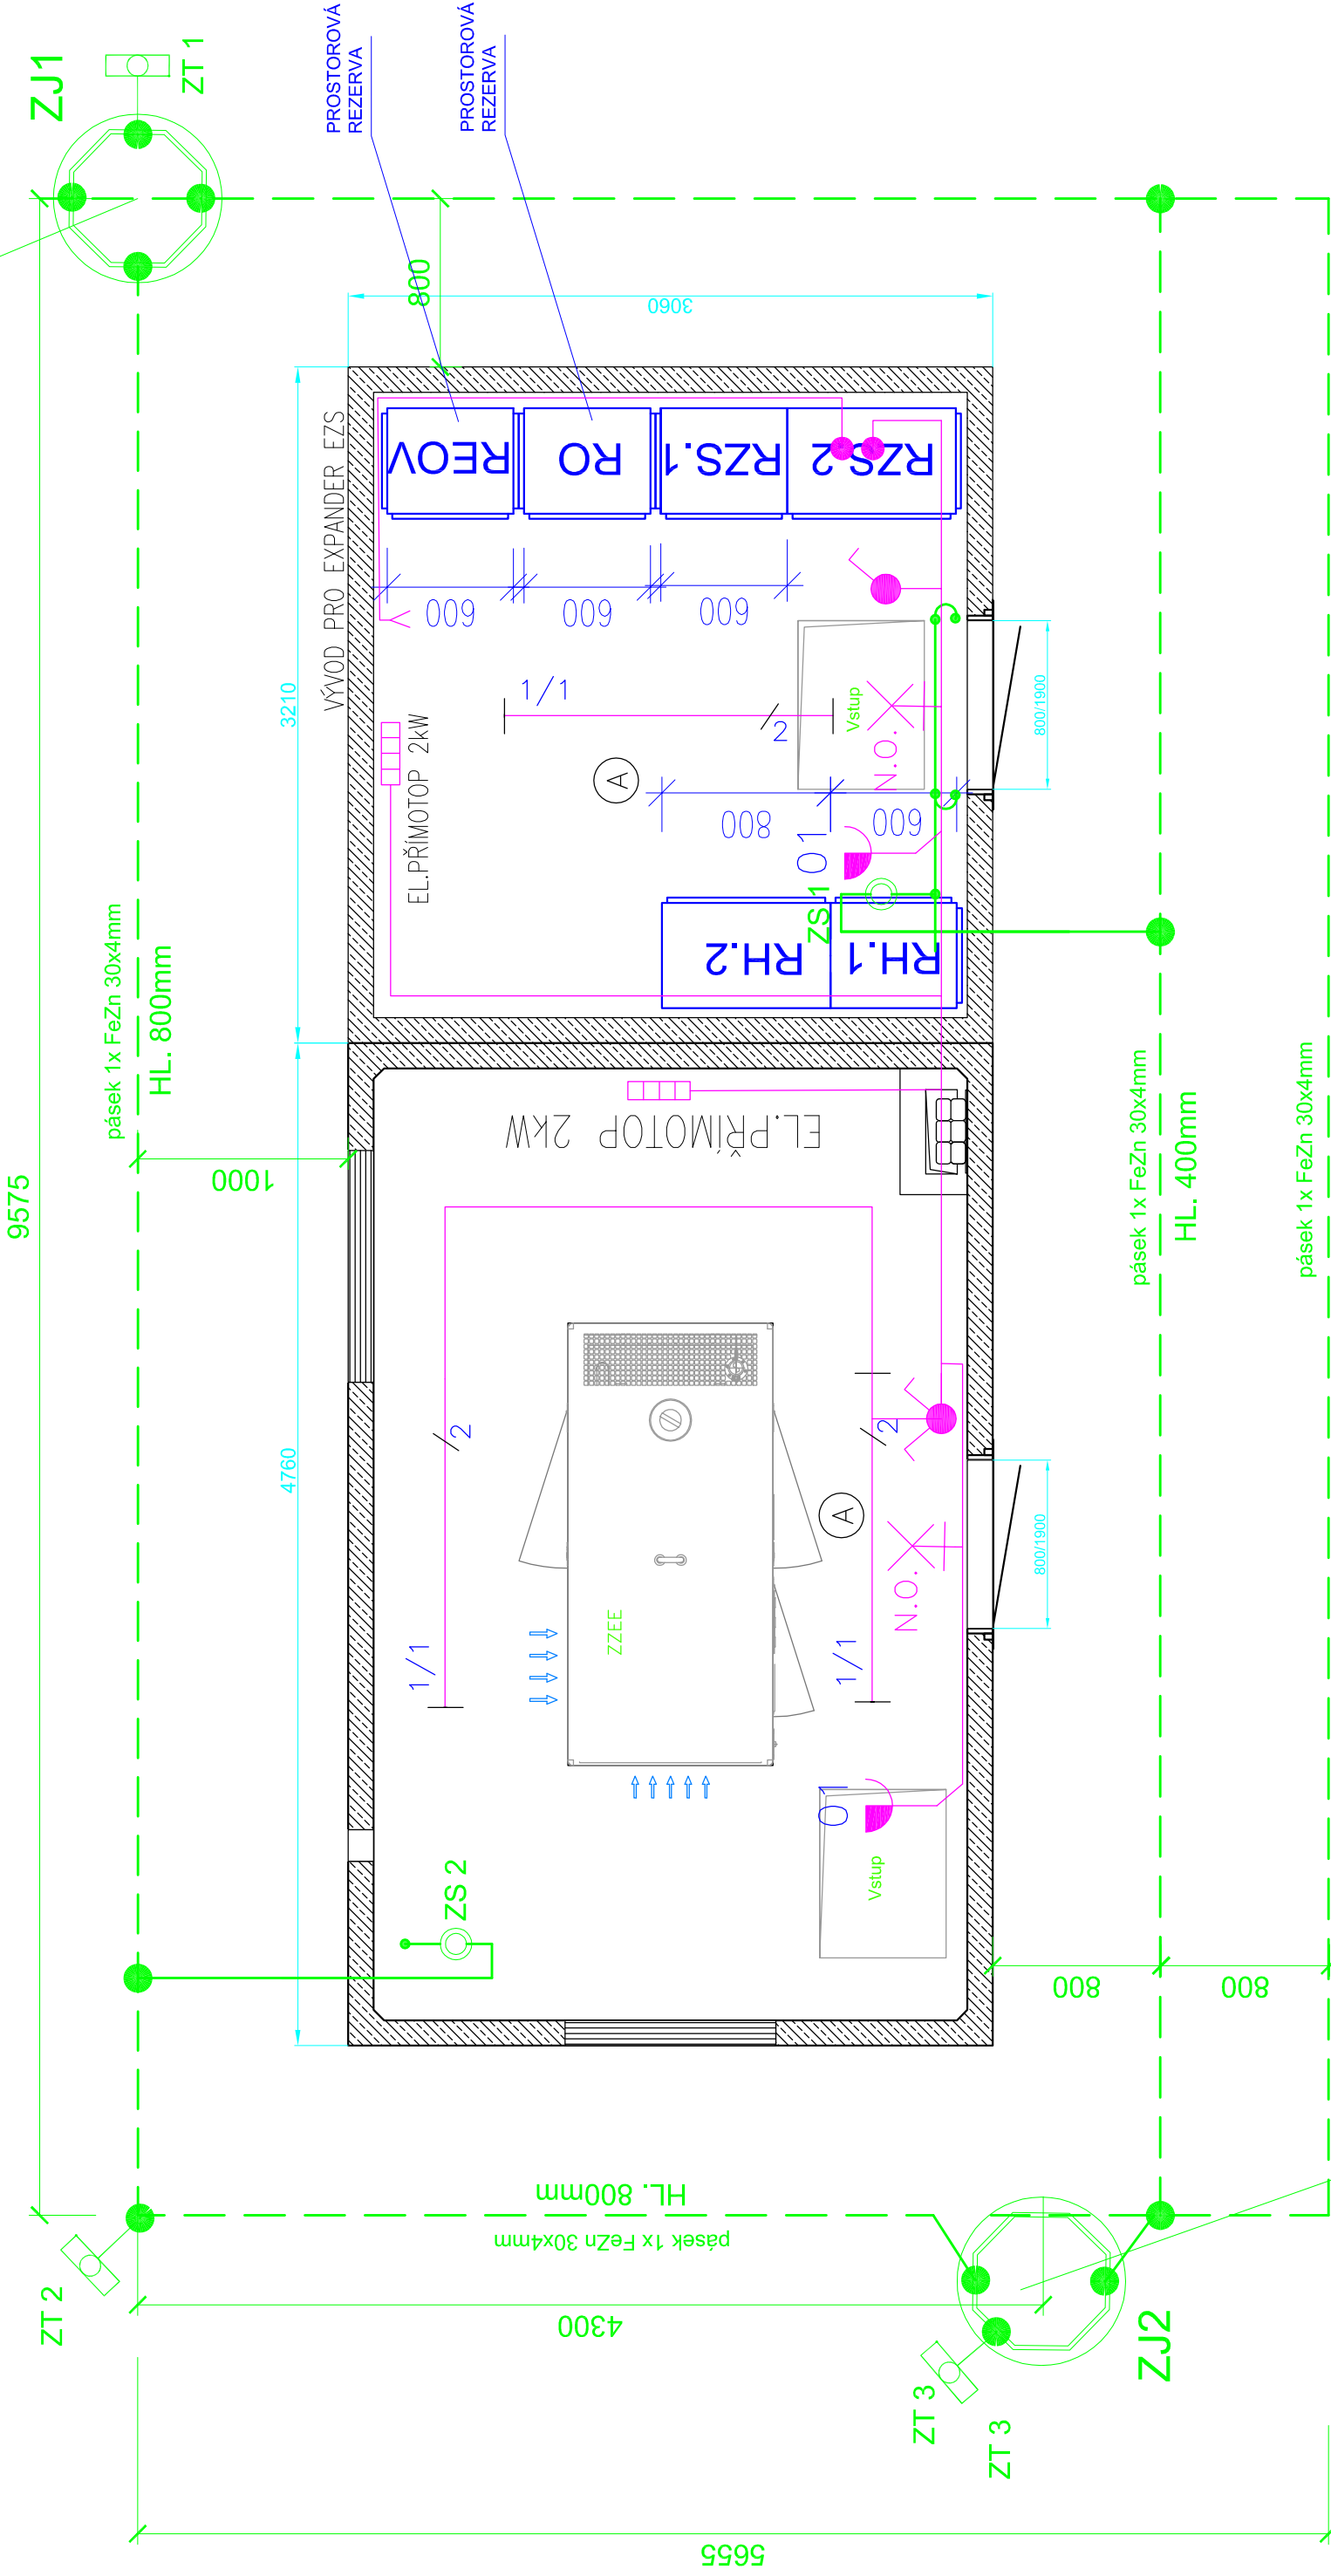 ZJ1
ZT 1
PROSTOROVÁ
REZERVA
PROSTOROVÁ
REZERVA
800
3060
VÝVOD PRO EXPANDER EZS
REOV
RO
RZS.1
RZS.2
600
600
600
3210
EL.PŘÍMOTOP 2kW
1/1
2
A
Vstup
N.O.
800/1900
800
600
01
ZS 1
RH.2
RH.1
pásek 1x FeZn 30x4mm
HL. 800mm
pásek 1x FeZn 30x4mm
HL. 400mm
pásek 1x FeZn 30x4mm
9575
1000
EL.PŘÍMOTOP 2kW
4760
2
2
A
ZZEE
N.O.
800/1900
1/1
1/1
01
Vstup
ZS 2
800
800
HL. 800mm
pásek 1x FeZn 30x4mm
ZT 2
4300
ZJ2
ZT 3
ZT 3
5655